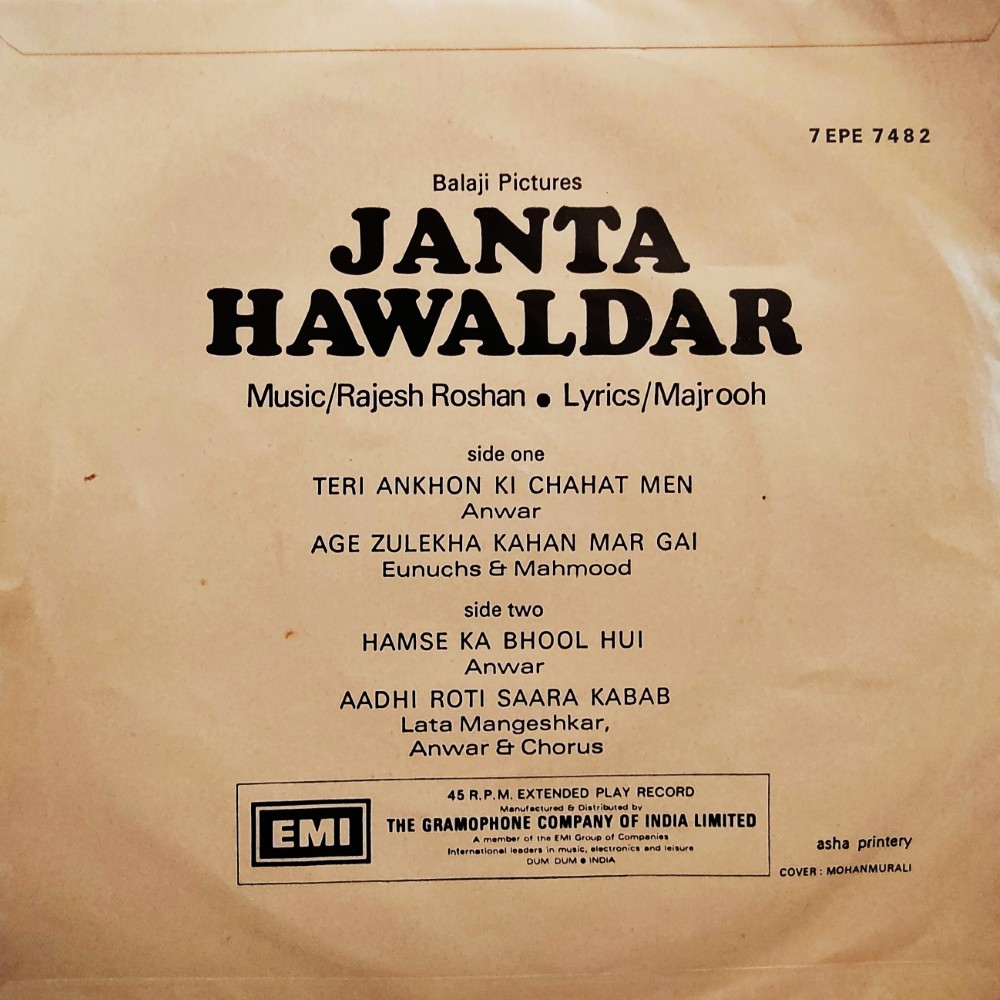 7 EPE 7482
Balaji Pictures
JANTA
HAWALDAR
Music/Rajesh Roshan ● Lyrics/Majrooh
side one
TERI ANKHON KI CHAHAT MEN
Anwar
AGE ZULEKHA KAHAN MAR GAI
Eunuchs & Mahmood
side two
HAMSE KA BHOOL HUI
Anwar
AADHI ROTI SAARA KABAB
Lata Mangeshkar,
Anwar & Chorus
EMI
45 R.P.M. EXTENDED PLAY RECORD
Manufactured & Distributed by
THE GRAMOPHONE COMPANY OF INDIA LIMITED
A member of the EMI Group of Companies
International leaders in music, electronics and leisure
DUM DUM ● INDIA
asha printery
COVER : MOHANMURALI